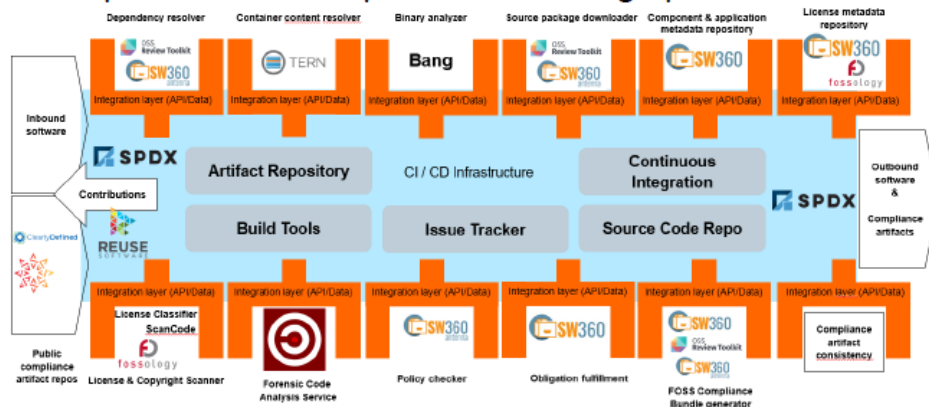 Dependency resolver
Container content resolver
Binary analyzer
Source package downloader
Component & application
metadata repository
License metadata
repository
OSS
Review Toolkit
SW360
antenna
TERN
Bang
OSS
Review Toolkit
SW360
antenna
SW360
SW360
fossology
Integration layer (API/Data)
Integration layer (API/Data)
Integration layer (API/Data)
Integration layer (API/Data)
Integration layer (API/Data)
Integration layer (API/Data)
Inbound
software
SPDX
Artifact Repository
CI / CD Infrastructure
Continuous
Integration
SPDX
Outbound
software
&
Compliance
artifacts
Contributions
ClearlyDefined
REUSE
SOFTWARE
Build Tools
Issue Tracker
Source Code Repo
Integration layer (API/Data)
Integration layer (API/Data)
Integration layer (API/Data)
Integration layer (API/Data)
Integration layer (API/Data)
Integration layer (API/Data)
License Classifier
ScanCode
fossology
SW360
antenna
SW360
SW360
OSS
Review Toolkit
SW360
antenna
Compliance
artifact
consistency
Public
compliance
artifact repos
License & Copyright Scanner
Forensic Code
Analysis Service
Policy checker
Obligation fulfillment
FOSS Compliance
Bundle generator